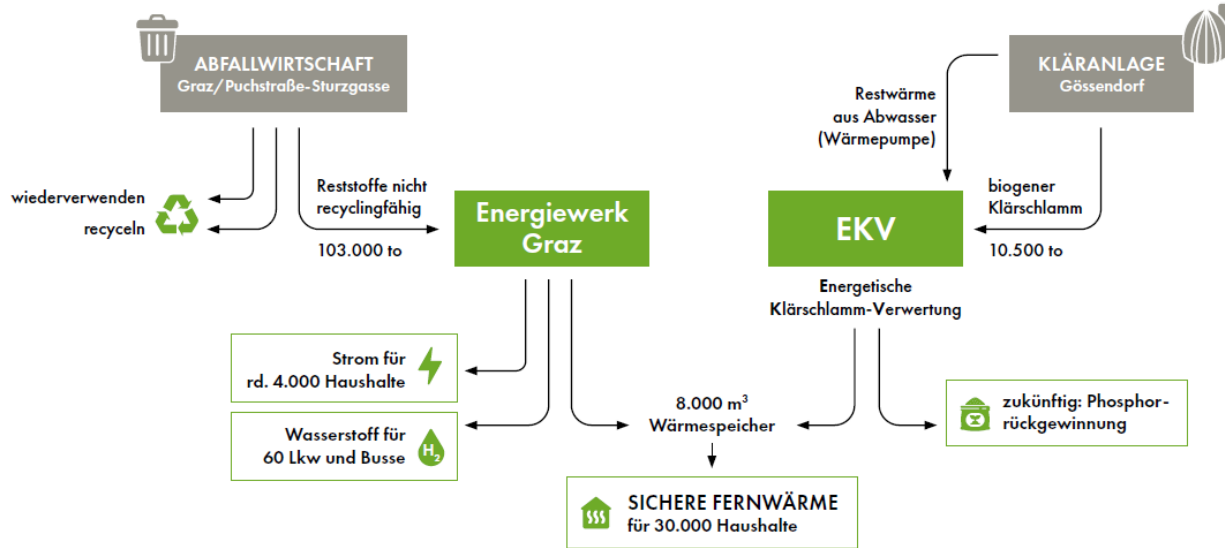 ABFALLWIRTSCHAFT
Graz/Puchstraße-Sturzgasse
KLÄRANLAGE
Gössendorf
Restwärme
aus Abwasser
(Wärmepumpe)
wiederverwenden
recyceln
Reststoffe nicht
recyclingfähig
103.000 to
Energiewerk
Graz
EKV
biogener
Klärschlamm
10.500 to
Energetische
Klärschlamm-Verwertung
Strom für
rd. 4.000 Haushalte
Wasserstoff für
60 Lkw und Busse
H₂
8.000 m³
Wärmespeicher
zukünftig: Phosphor-
rückgewinnung
SICHERE FERNWÄRME
für 30.000 Haushalte